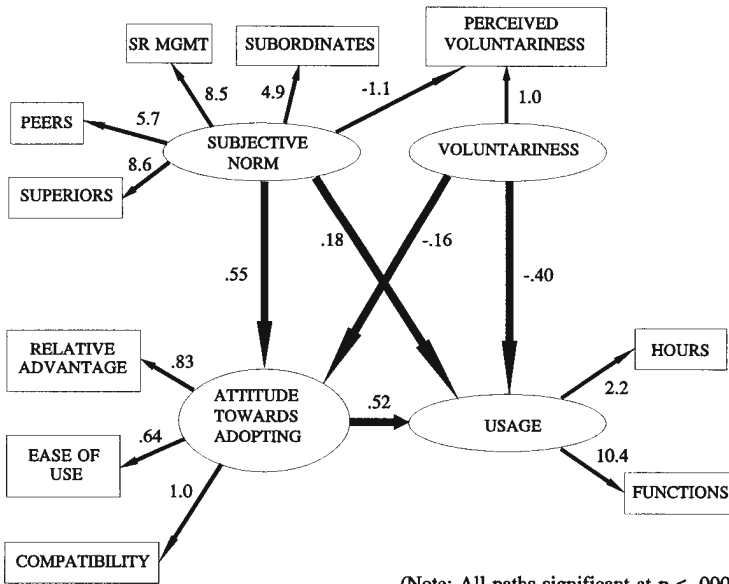 SR MGMT
SUBORDINATES
PERCEIVED
VOLUNTARINESS
8.5
4.9
-1.1
1.0
PEERS
5.7
SUBJECTIVE
NORM
VOLUNTARINESS
8.6
SUPERIORS
.18
-.16
.55
-.40
RELATIVE
ADVANTAGE
.83
HOURS
2.2
ATTITUDE
TOWARDS
ADOPTING
.52
USAGE
.64
EASE OF
USE
10.4
1.0
FUNCTIONS
COMPATIBILITY
(Note: All paths significant at p < .000